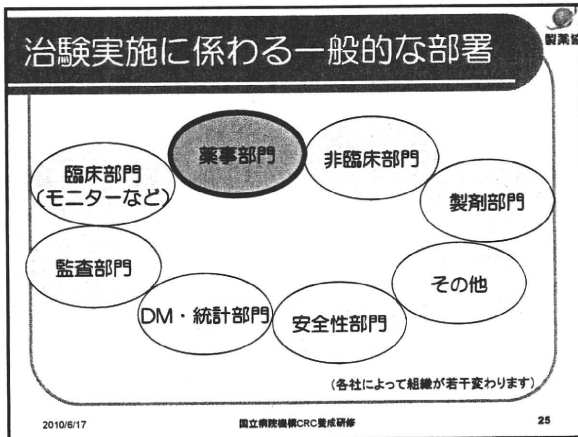 治験実施に係わる一般的な部署
製薬協
薬事部門
非臨床部門
臨床部門
(モニターなど)
製剤部門
監査部門
その他
DM・統計部門
安全性部門
(各社によって組織が若干変わります)
2010/6/17
国立病院機構CRC養成研修
25